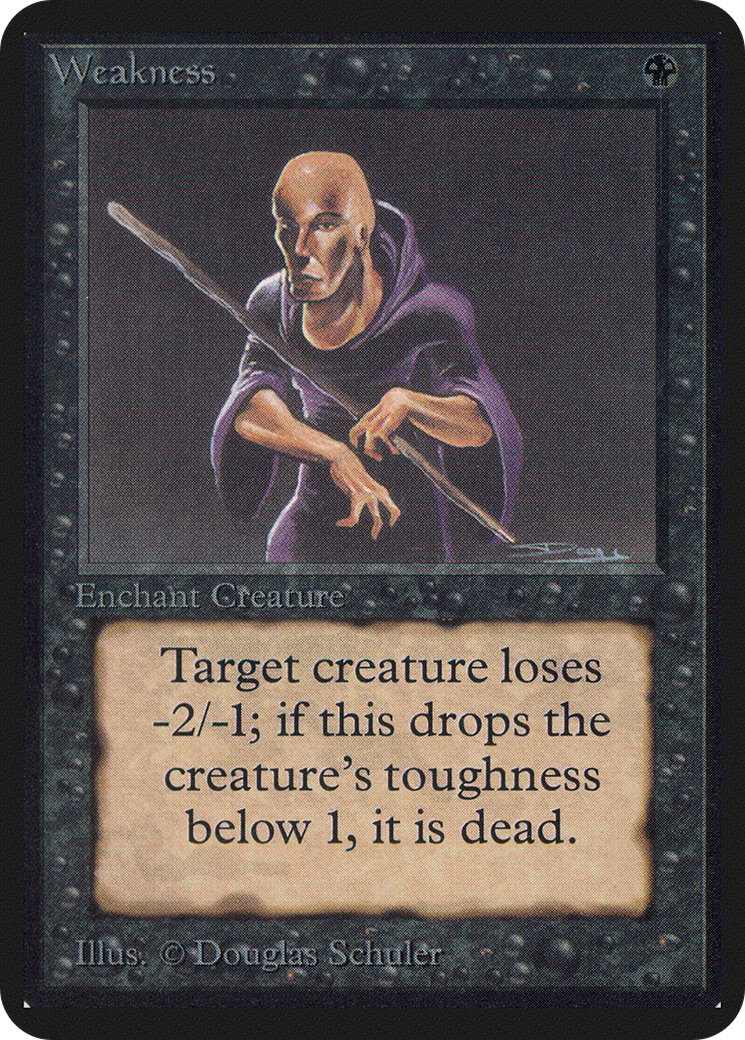 Weakness
Enchant Creature
Target creature loses
-2/-1; if this drops the
creature's toughness
below 1, it is dead.
Illus. © Douglas Schuler